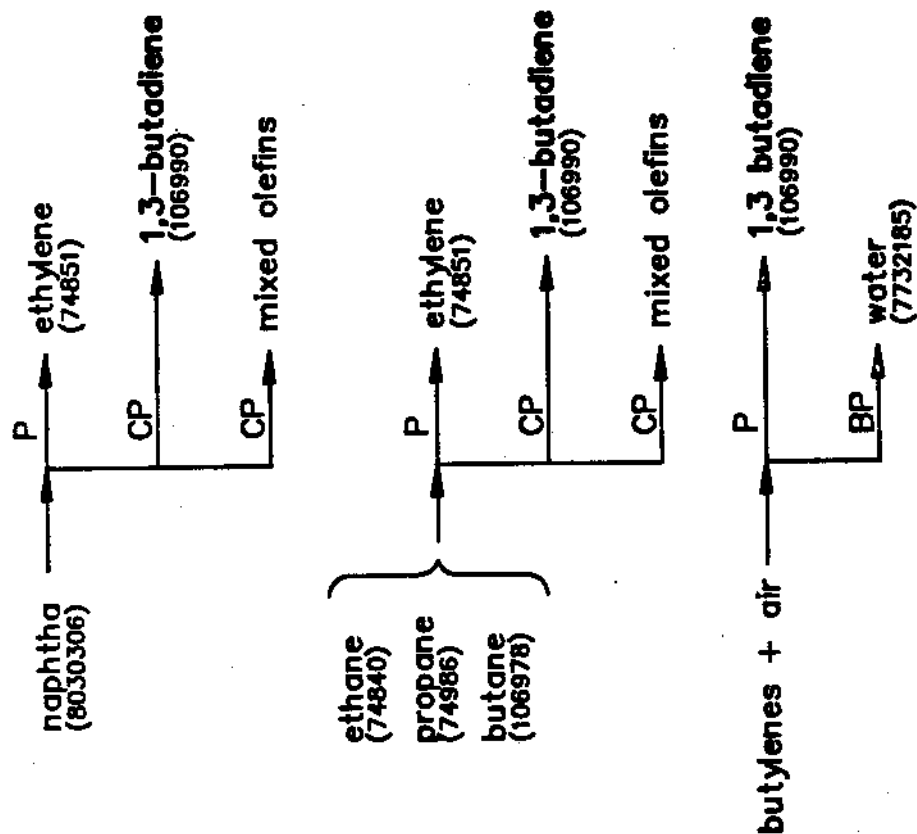 naphtha
(8030306)
P
ethylene
(74851)
CP
1,3-butadiene
(106990)
CP
mixed olefins
ethane
(74840)
propane
(74986)
butane
(106978)
P
ethylene
(74851)
CP
1,3-butadiene
(106990)
CP
mixed olefins
butylenes + air
P
1,3 butadiene
(106990)
BP
water
(7732185)